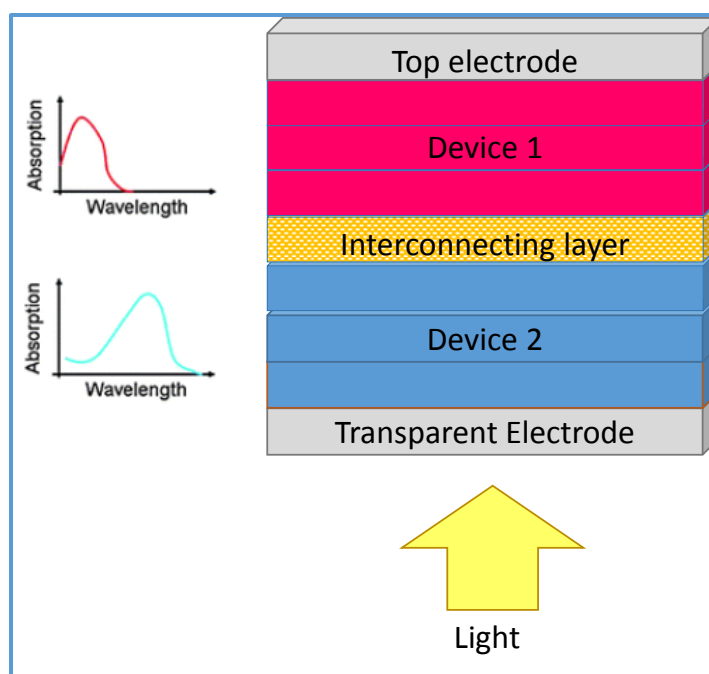 Top electrode
Device 1
Absorption
Wavelength
Interconnecting layer
Absorption
Wavelength
Device 2
Transparent Electrode
Light